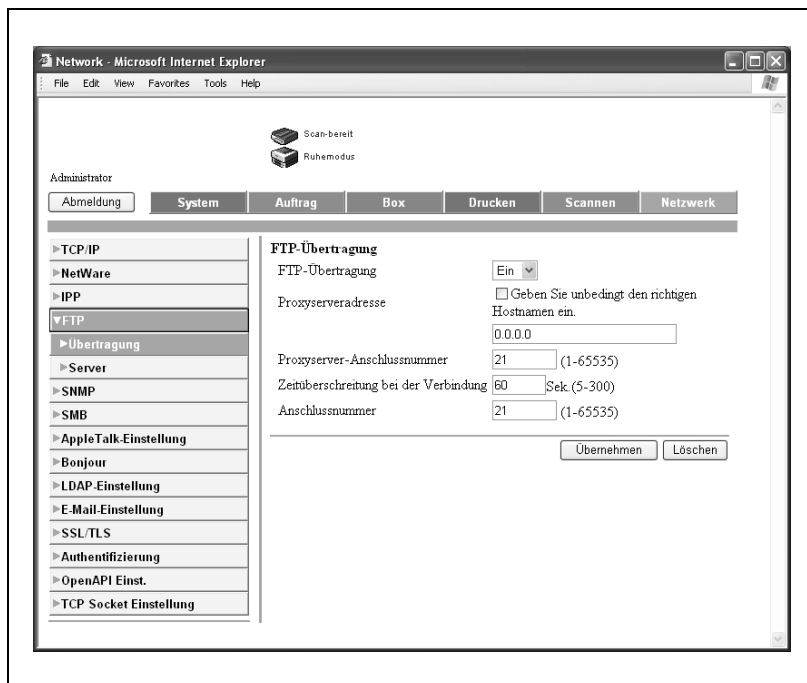 Network - Microsoft Internet Explorer
File Edit View Favorites Tools Help
Scan-bereit
Ruhemodus
Administrator
Abmeldung System Auftrag Box Drucken Scannen Netzwerk
TCP/IP
NetWare
IPP
FTP
Übertragung
Server
SNMP
SMB
AppleTalk-Einstellung
Bonjour
LDAP-Einstellung
E-Mail-Einstellung
SSL/TLS
Authentifizierung
OpenAPI Einst.
TCP Socket Einstellung
FTP-Übertragung
FTP-Übertragung Ein
Proxyserveradresse Geben Sie unbedingt den richtigen
Hostnamen ein.
0.0.0.0
Proxyserver-Anschlussnummer 21 (1-65535)
Zeitüberschreitung bei der Verbindung 60 Sek.(5-300)
Anschlussnummer 21 (1-65535)
Übernehmen Löschen